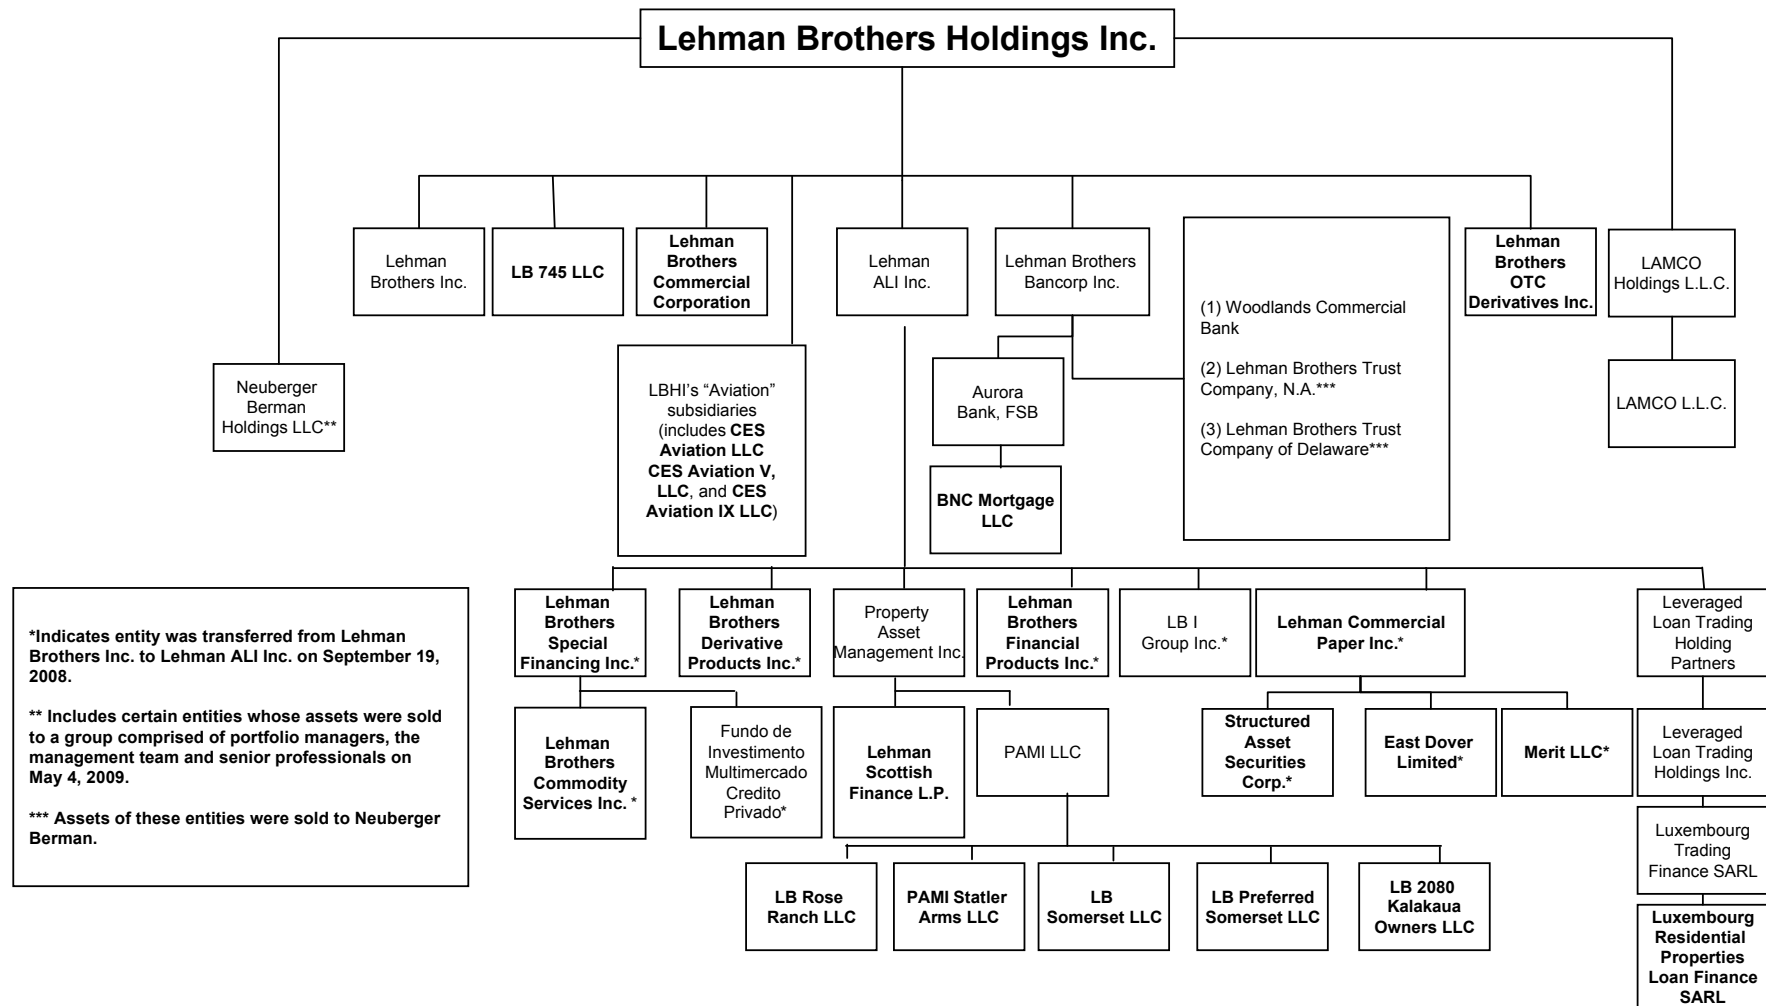 Lehman Brothers Holdings Inc.
Lehman
Brothers Inc.
LB 745 LLC
Lehman
Brothers
Commercial
Corporation
Lehman
ALI Inc.
Lehman Brothers
Bancorp Inc.
(1) Woodlands Commercial
Bank
(2) Lehman Brothers Trust
Company, N.A.***
(3) Lehman Brothers Trust
Company of Delaware***
Lehman
Brothers
OTC
Derivatives Inc.
LAMCO
Holdings L.L.C.
Neuberger
Berman
Holdings LLC**
LBHI’s “Aviation”
subsidiaries
(includes CES
Aviation LLC
CES Aviation V,
LLC, and CES
Aviation IX LLC)
Aurora
Bank, FSB
LAMCO L.L.C.
BNC Mortgage
LLC
*Indicates entity was transferred from Lehman
Brothers Inc. to Lehman ALI Inc. on September 19,
2008.
** Includes certain entities whose assets were sold
to a group comprised of portfolio managers, the
management team and senior professionals on
May 4, 2009.
*** Assets of these entities were sold to Neuberger
Berman.
Lehman
Brothers
Special
Financing Inc.*
Lehman
Brothers
Derivative
Products Inc.*
Property
Asset
Management Inc.
Lehman
Brothers
Financial
Products Inc.*
LB I
Group Inc.*
Lehman Commercial
Paper Inc.*
Leveraged
Loan Trading
Holding
Partners
Lehman
Brothers
Commodity
Services Inc. *
Fundo de
Investimento
Multimercado
Credito
Privado*
Lehman
Scottish
Finance L.P.
PAMI LLC
Structured
Asset
Securities
Corp.*
East Dover
Limited*
Merit LLC*
Leveraged
Loan Trading
Holdings Inc.
Luxembourg
Trading
Finance SARL
LB Rose
Ranch LLC
PAMI Statler
Arms LLC
LB
Somerset LLC
LB Preferred
Somerset LLC
LB 2080
Kalakaua
Owners LLC
Luxembourg
Residential
Properties
Loan Finance
SARL